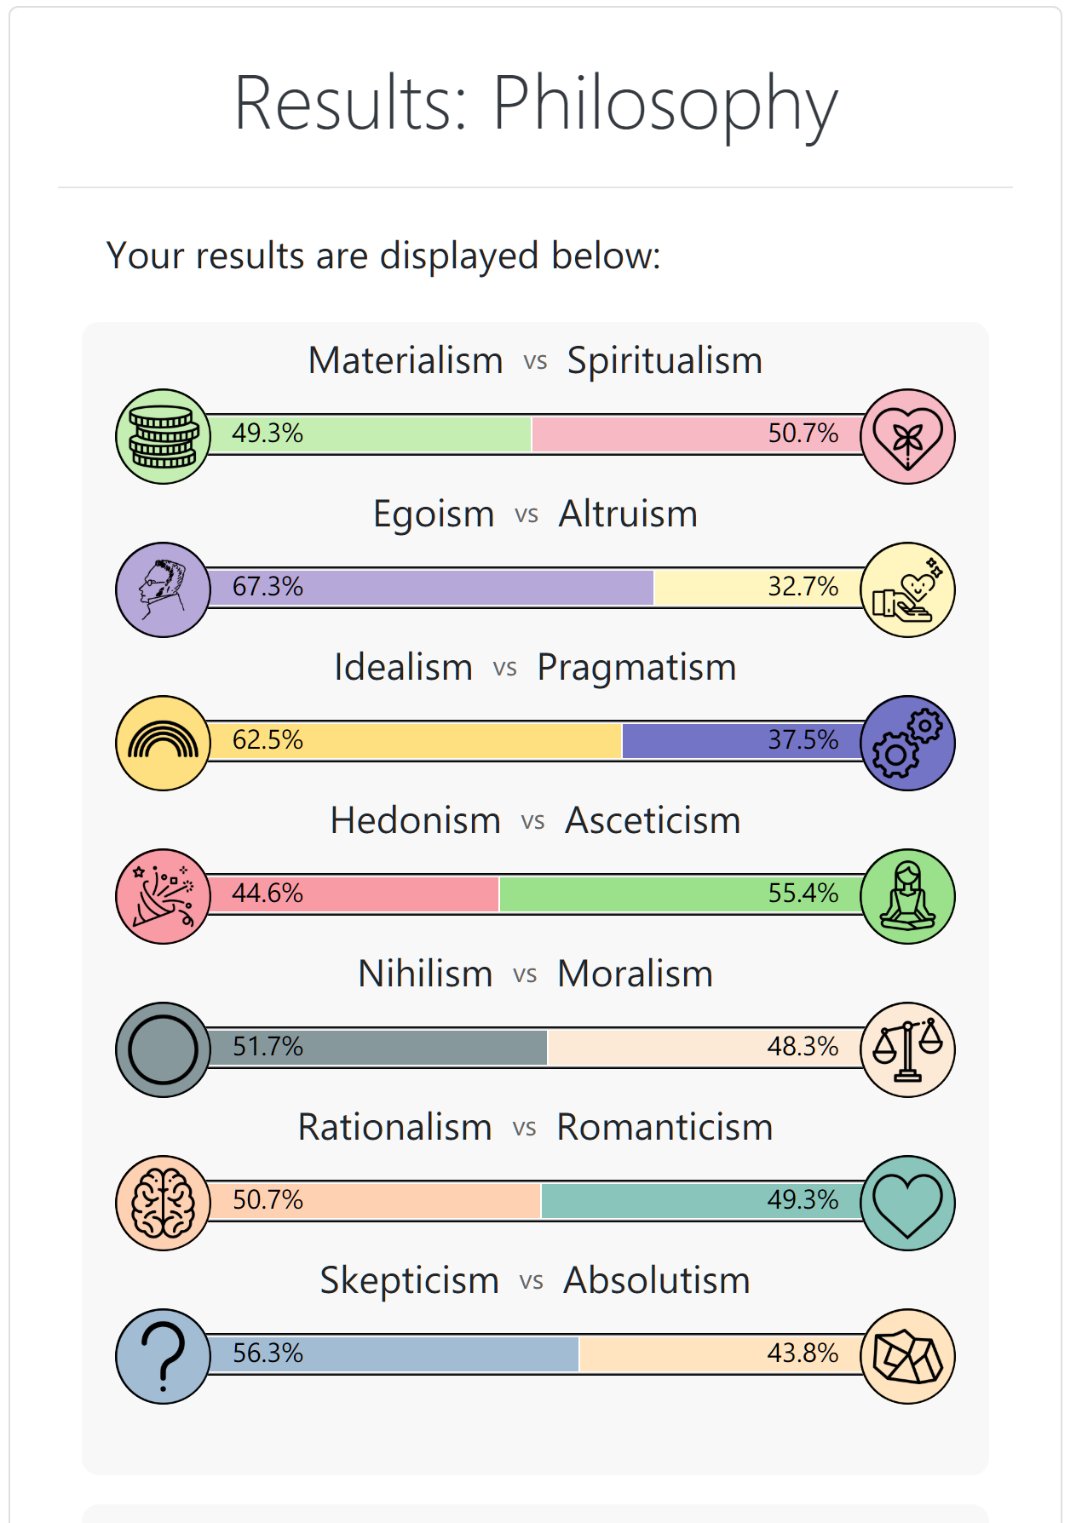 Results: Philosophy
Your results are displayed below:
Materialism vs Spiritualism
49.3% 50.7%
Egoism vs Altruism
67.3% 32.7%
Idealism vs Pragmatism
62.5% 37.5%
Hedonism vs Asceticism
44.6% 55.4%
Nihilism vs Moralism
51.7% 48.3%
Rationalism vs Romanticism
50.7% 49.3%
Skepticism vs Absolutism
? 56.3% 43.8%